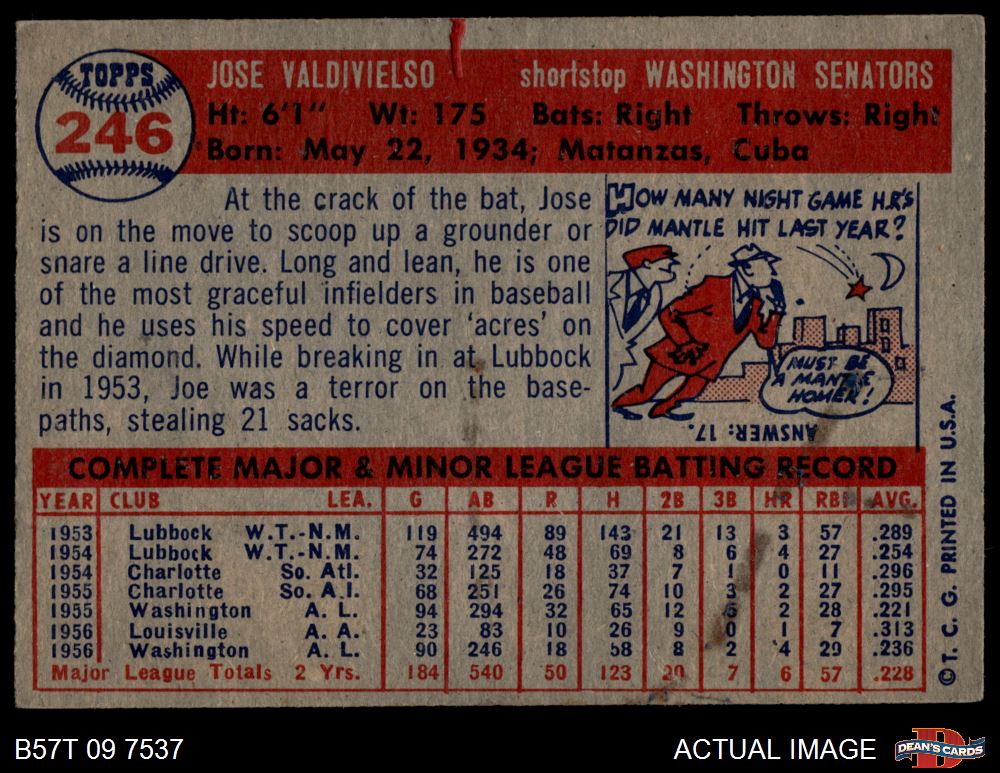 TOPPS
246
JOSE VALDIVIELSO shortstop WASHINGTON SENATORS
Ht: 6'1" Wt: 175 Bats: Right Throws: Right
Born: May 22, 1934; Matanzas, Cuba
At the crack of the bat, Jose
is on the move to scoop up a grounder or
snare a line drive. Long and lean, he is one
of the most graceful infielders in baseball
and he uses his speed to cover 'acres' on
the diamond. While breaking in at Lubbock
in 1953, Joe was a terror on the base-
paths, stealing 21 sacks.
HOW MANY NIGHT GAME H.R'S
DID MANTLE HIT LAST YEAR?
MUST BE
A MANTLE
HOMER!
ANSWER: 17.
COMPLETE MAJOR & MINOR LEAGUE BATTING RECORD
YEAR CLUB LEA. G AB R H 2B 3B HR RBI AVG.
1953 Lubbock W.T.-N.M. 119 494 89 143 21 13 3 57 .289
1954 Lubbock W.T.-N.M. 74 272 48 69 8 6 4 27 .254
1954 Charlotte So. Atl. 32 125 18 37 7 1 0 11 .296
1955 Charlotte So. A.l. 68 251 26 74 10 3 2 27 .295
1955 Washington A. L. 94 294 32 65 12 5 2 28 .221
1956 Louisville A. A. 23 83 10 26 9 0 1 7 .313
1956 Washington A. L. 90 246 18 58 8 2 4 29 .236
Major League Totals 2 Yrs. 184 540 50 123 20 7 6 57 .228
© T. C. G. PRINTED IN U.S.A.
B57T 09 7537
ACTUAL IMAGE
DEAN'S CARDS